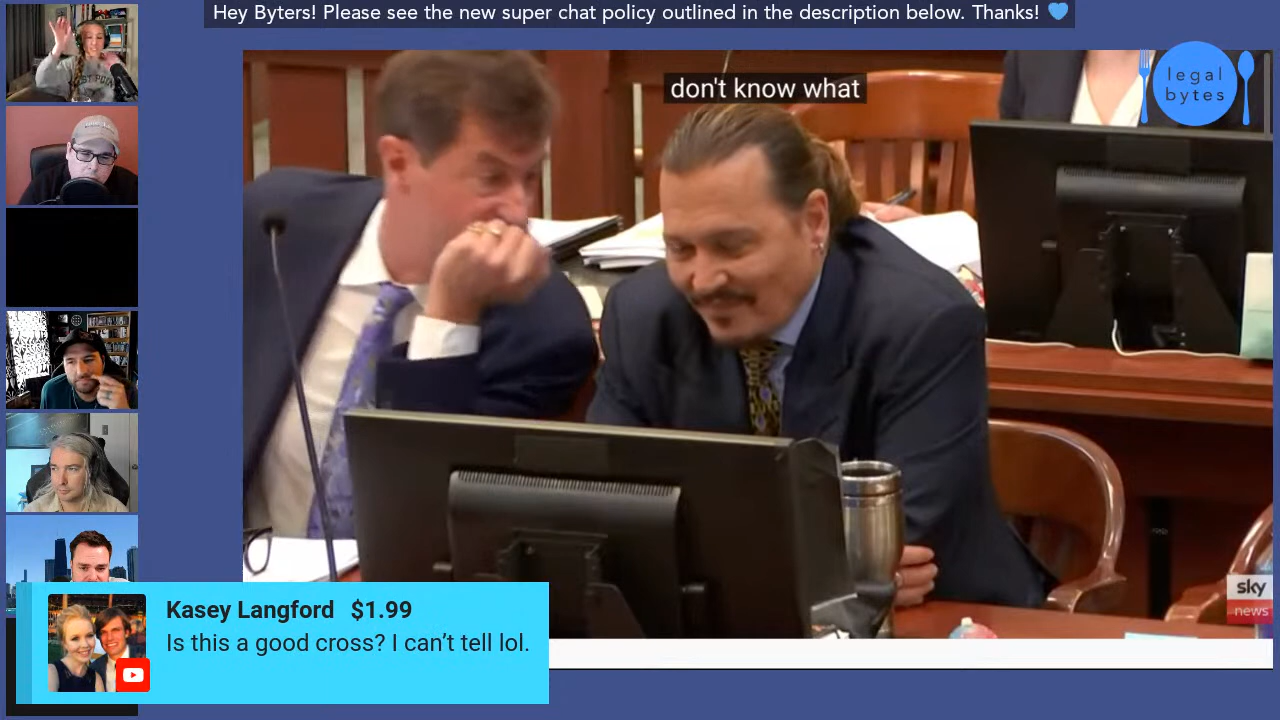 Hey Byters! Please see the new super chat policy outlined in the description below. Thanks! 💙
don't know what
legal
bytes
sky
news
Kasey Langford $1.99
Is this a good cross? I can’t tell lol.